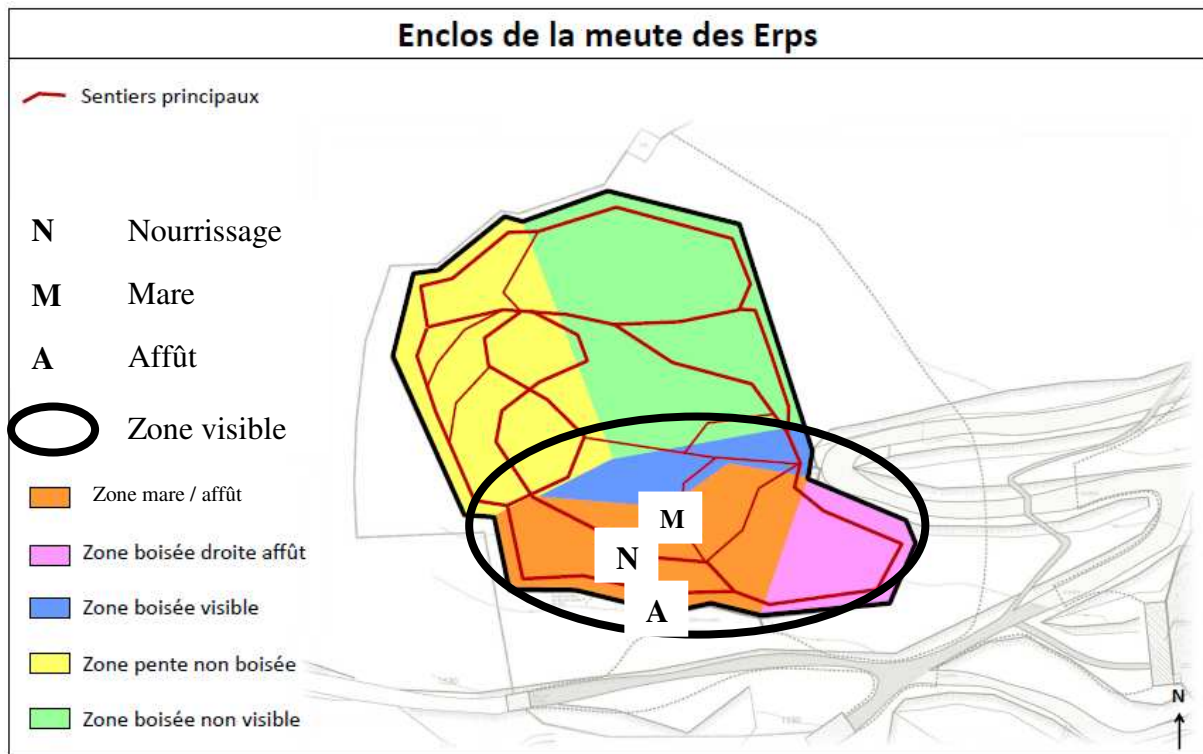 Enclos de la meute des Erps
Sentiers principaux
N Nourrissage
M Mare
A Affût
Zone visible
Zone mare / affût
Zone boisée droite affût
Zone boisée visible
Zone pente non boisée
Zone boisée non visible
M
N
A
N